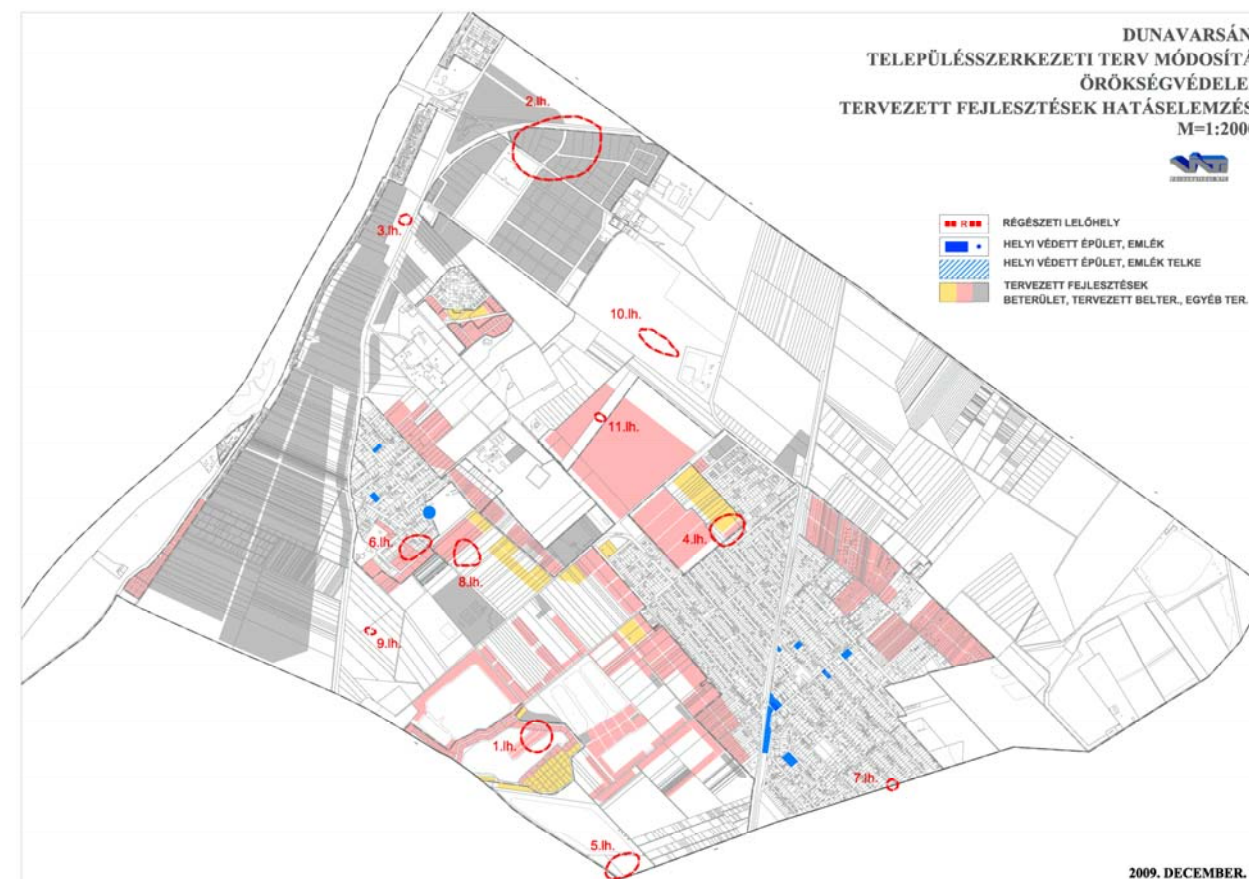 DUNAVARSÁN
TELEPÜLÉSSZERKEZETI TERV MÓDOSÍTÁ
ÖRÖKSÉGVÉDELE
TERVEZETT FEJLESZTÉSEK HATÁSELEMZÉS
M=1:2000
VÁTI
RÉGÉSZETI LELŐHELY
R
HELYI VÉDETT ÉPÜLET, EMLÉK
HELYI VÉDETT ÉPÜLET, EMLÉK TELKE
TERVEZETT FEJLESZTÉSEK
BETERÜLET, TERVEZETT BELTER., EGYÉB TER.
2.lh.
3.lh.
10.lh.
11.lh.
4.lh.
6.lh.
8.lh.
9.lh.
1.lh.
7.lh.
5.lh.
2009. DECEMBER.